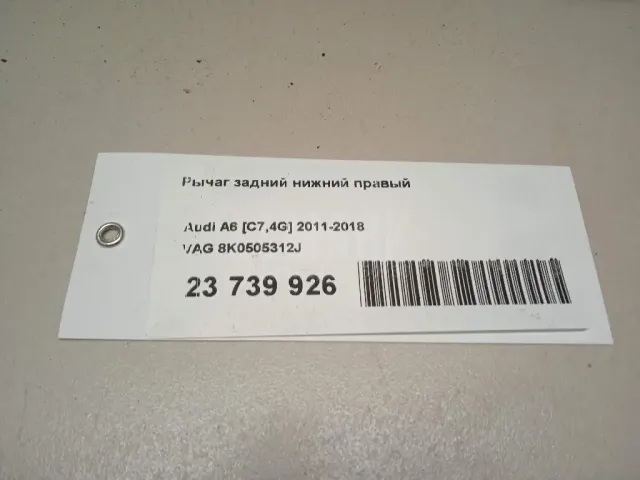 Рычаг задний нижний правый
Audi A6 [C7,4G] 2011-2018
VAG 8K0505312J
23 739 926